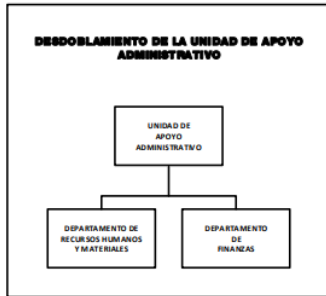 DESDOBLAMIENTO DE LA UNIDAD DE APOYO
ADMINISTRATIVO
UNIDAD DE
APOYO
ADMINISTRATIVO
DEPARTAMENTO DE
RECURSOS HUMANOS
Y MATERIALES
DEPARTAMENTO
DE
FINANZAS